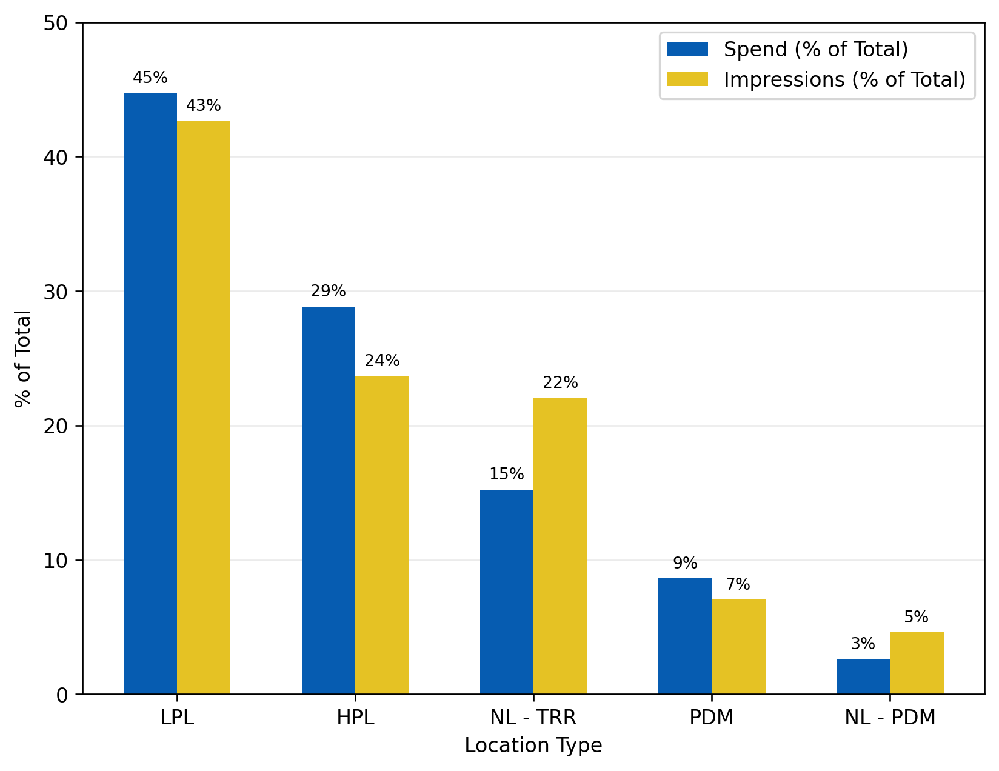 50
40
30
20
10
0
% of Total
Spend (% of Total)
Impressions (% of Total)
45%
43%
29%
24%
15%
22%
9%
7%
3%
5%
LPL
HPL
NL - TRR
PDM
NL - PDM
Location Type